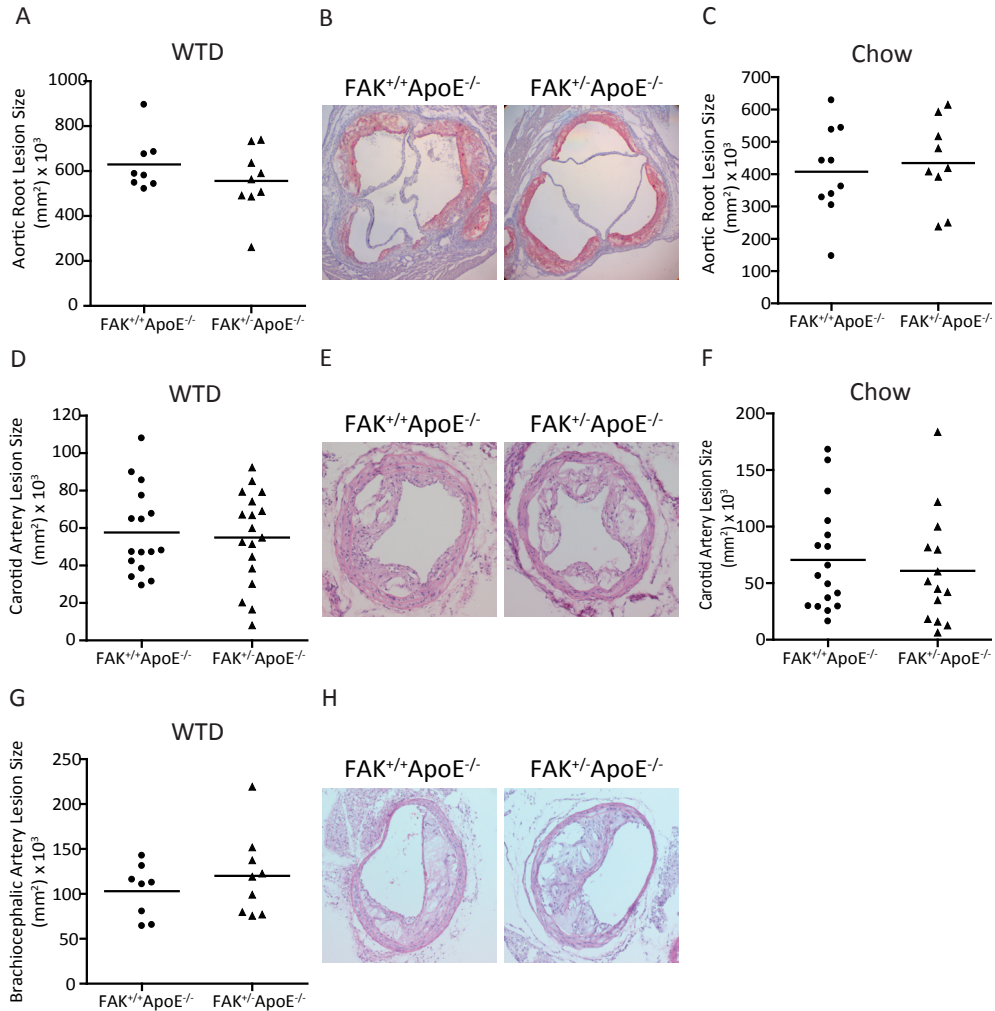 A
WTD
Aortic Root Lesion Size
(mm²) x 10³
1000
800
600
400
200
0
FAK+/+ApoE-/-
FAK+/-ApoE-/-
B
FAK+/+ApoE-/-
FAK+/-ApoE-/-
C
Chow
Aortic Root Lesion Size
(mm²) x 10³
700
600
500
400
300
200
100
0
FAK+/+ApoE-/-
FAK+/-ApoE-/-
D
WTD
Carotid Artery Lesion Size
(mm²) x 10³
120
100
80
60
40
20
0
FAK+/+ApoE-/-
FAK+/-ApoE-/-
E
FAK+/+ApoE-/-
FAK+/-ApoE-/-
F
Chow
Carotid Artery Lesion Size
(mm²) x 10³
200
150
100
50
0
FAK+/+ApoE-/-
FAK+/-ApoE-/-
G
WTD
Brachiocephalic Artery Lesion Size
(mm²) x 10³
250
200
150
100
50
0
FAK+/+ApoE-/-
FAK+/-ApoE-/-
H
FAK+/+ApoE-/-
FAK+/-ApoE-/-